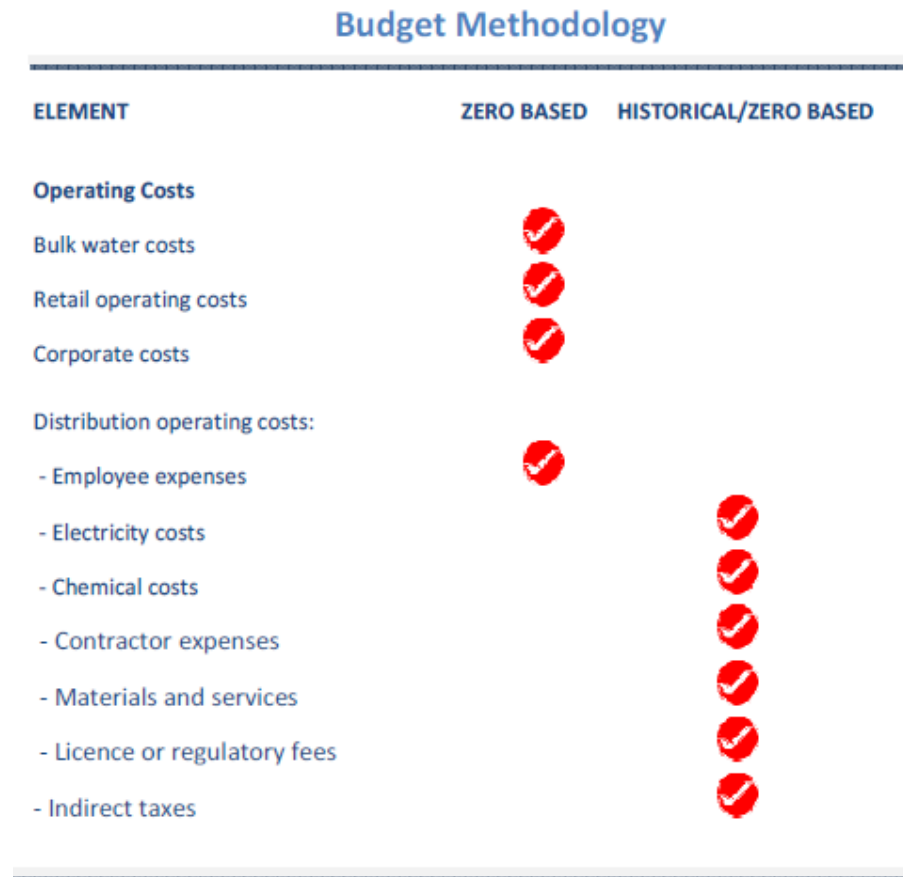 Budget Methodology
ELEMENT ZERO BASED HISTORICAL/ZERO BASED
Operating Costs
Bulk water costs
Retail operating costs
Corporate costs
Distribution operating costs:
- Employee expenses
- Electricity costs
- Chemical costs
- Contractor expenses
- Materials and services
- Licence or regulatory fees
- Indirect taxes